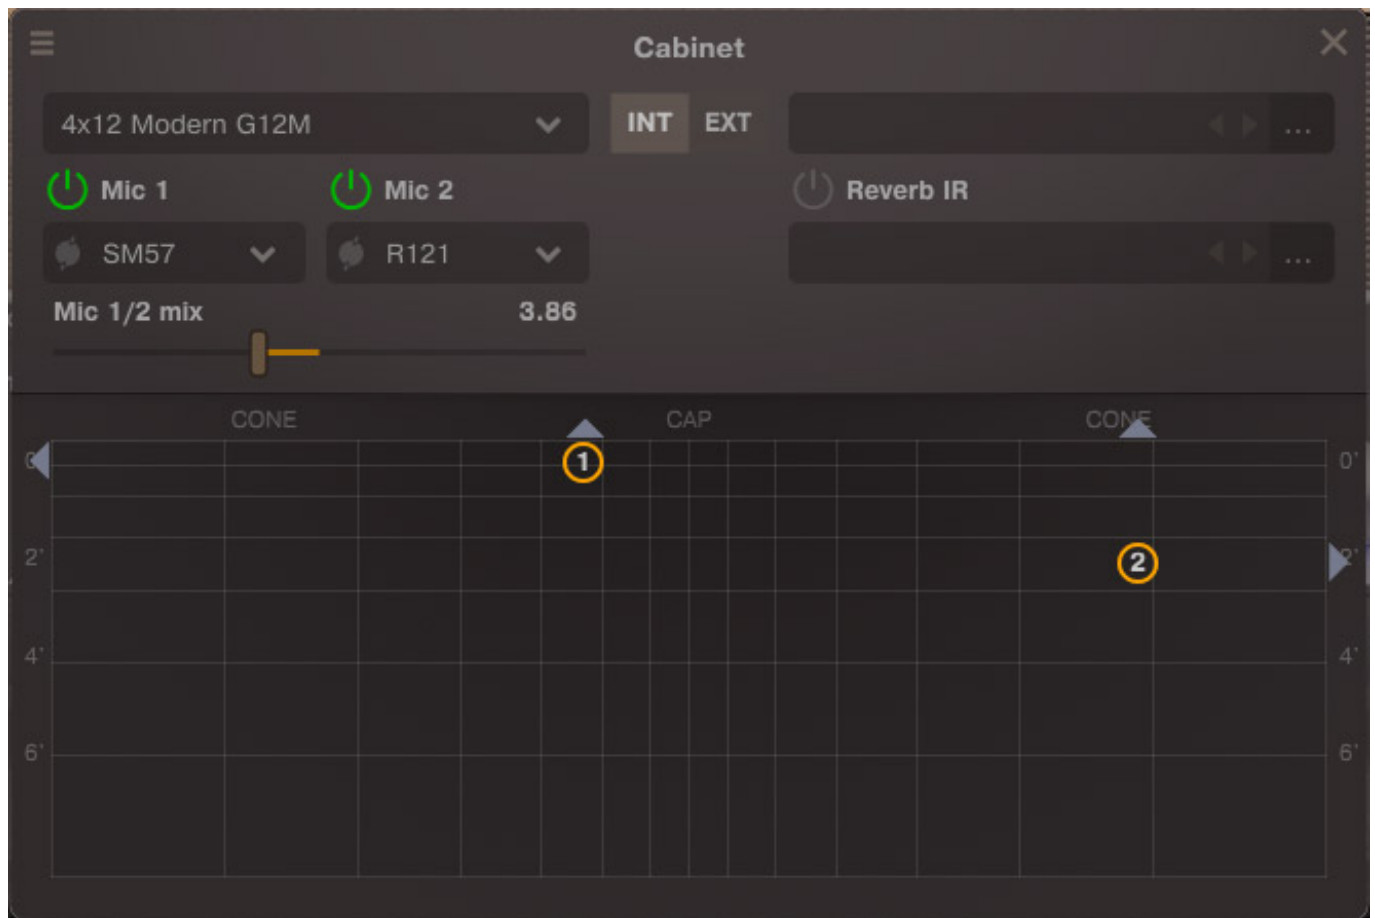 Cabinet
4x12 Modern G12M
INT EXT
...
Mic 1
Mic 2
Reverb IR
SM57
R121
...
Mic 1/2 mix
3.86
CONE CAP CONE
0'
1
2'
2
4' 4'
6' 6'